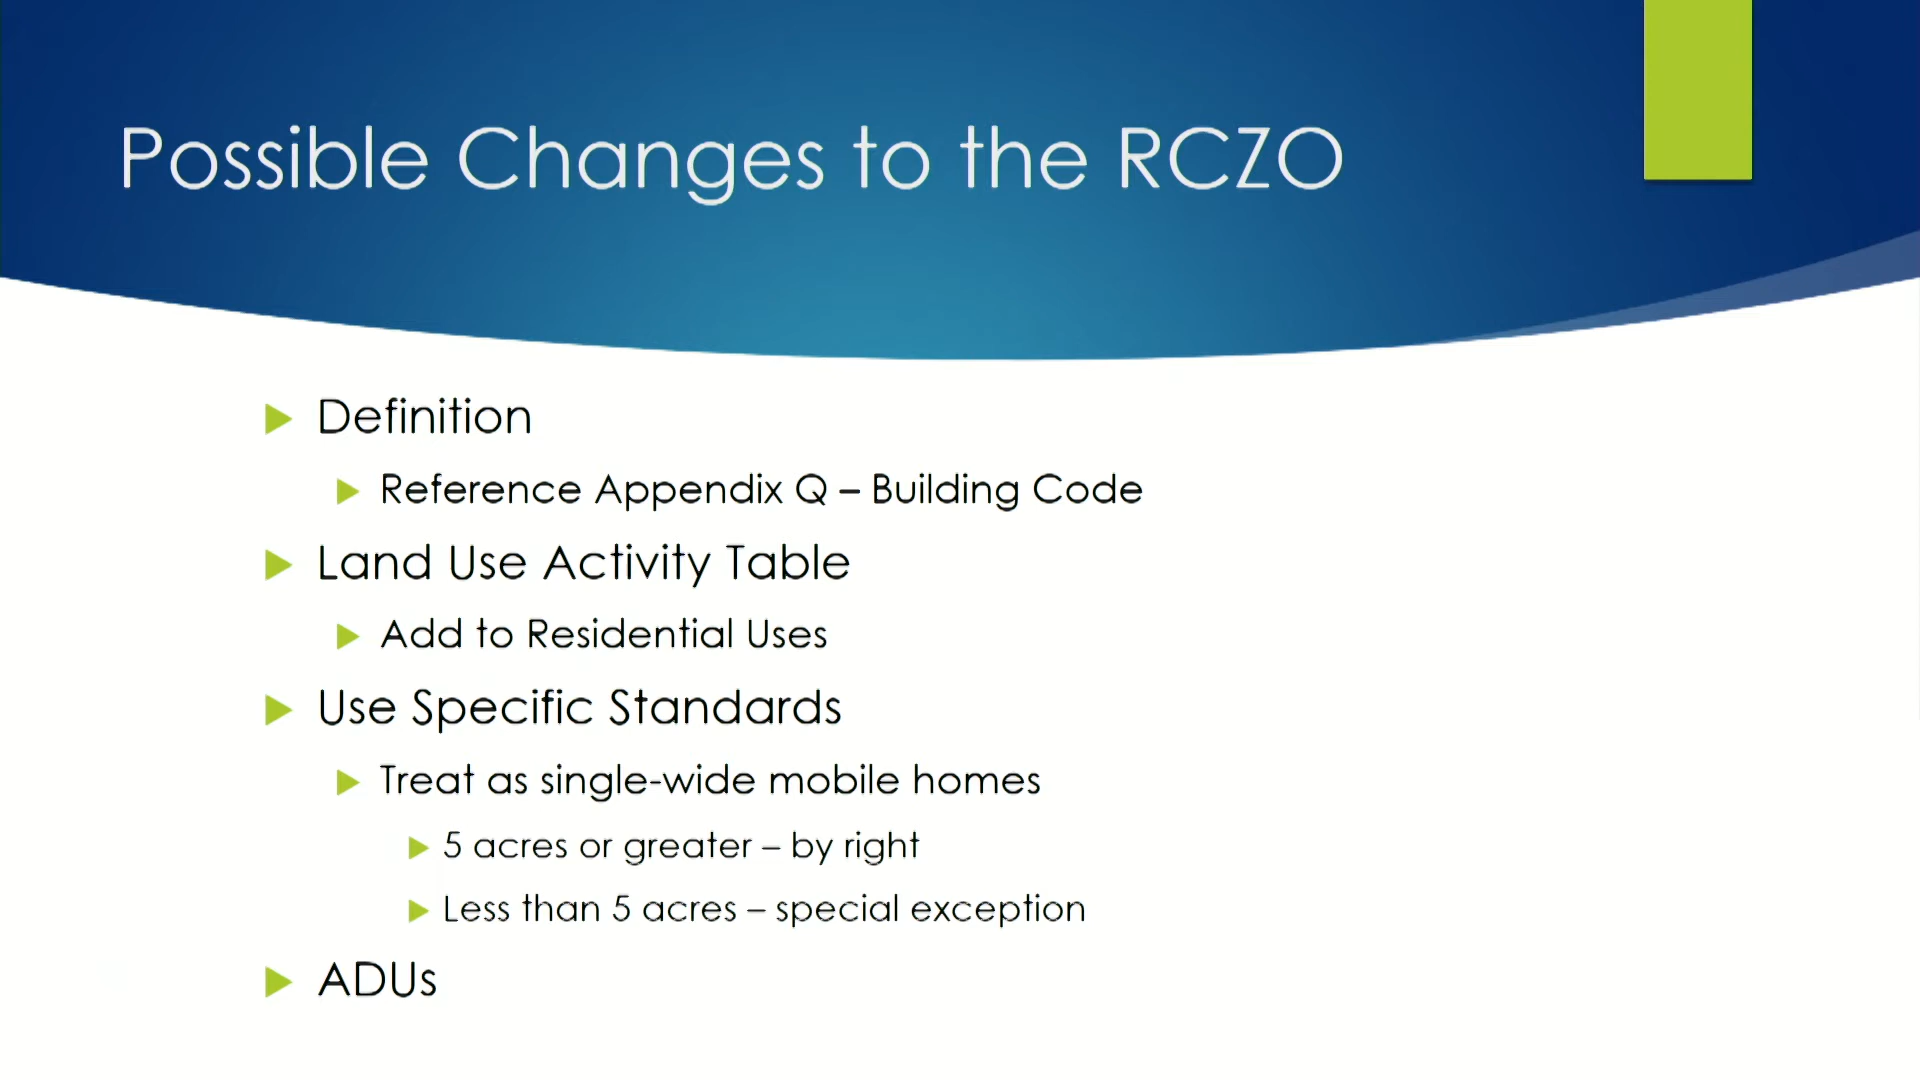 Possible Changes to the RCZO
Definition
Reference Appendix Q – Building Code
Land Use Activity Table
Add to Residential Uses
Use Specific Standards
Treat as single-wide mobile homes
5 acres or greater – by right
Less than 5 acres – special exception
ADUs